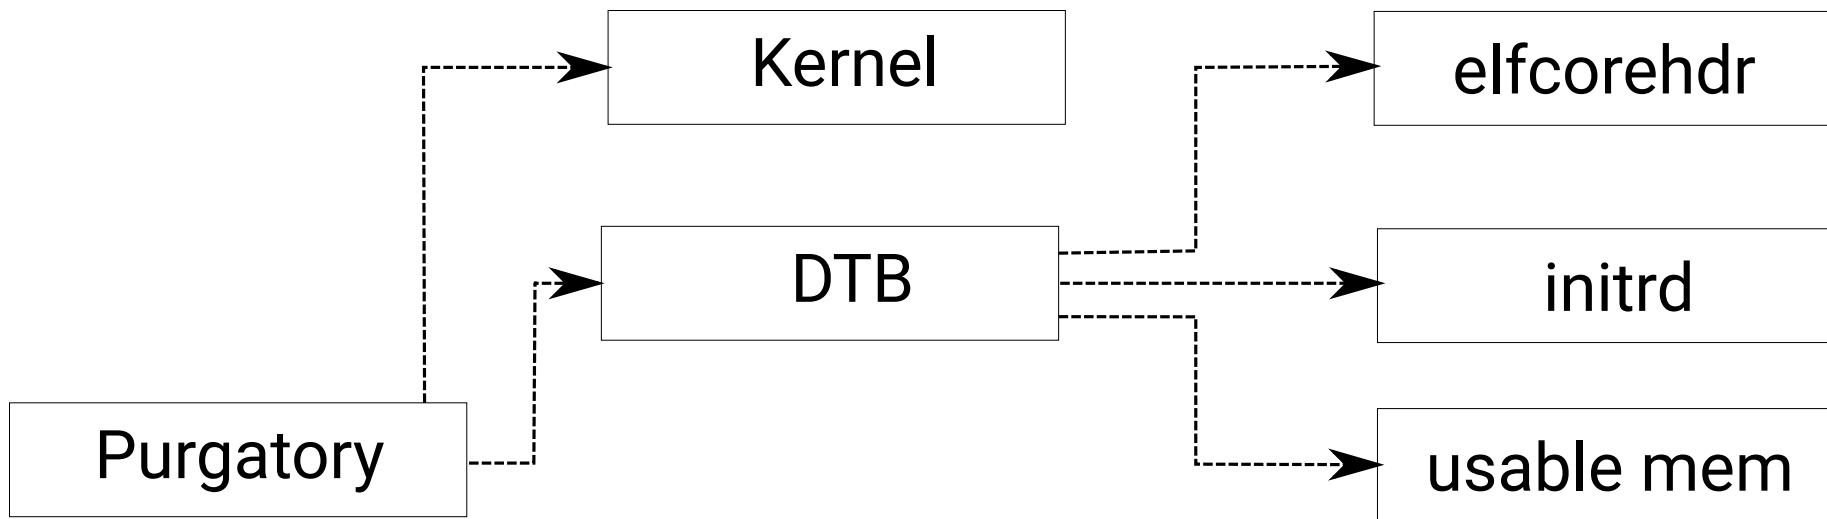 Kernel
elfcorehdr
DTB
initrd
Purgatory
usable mem